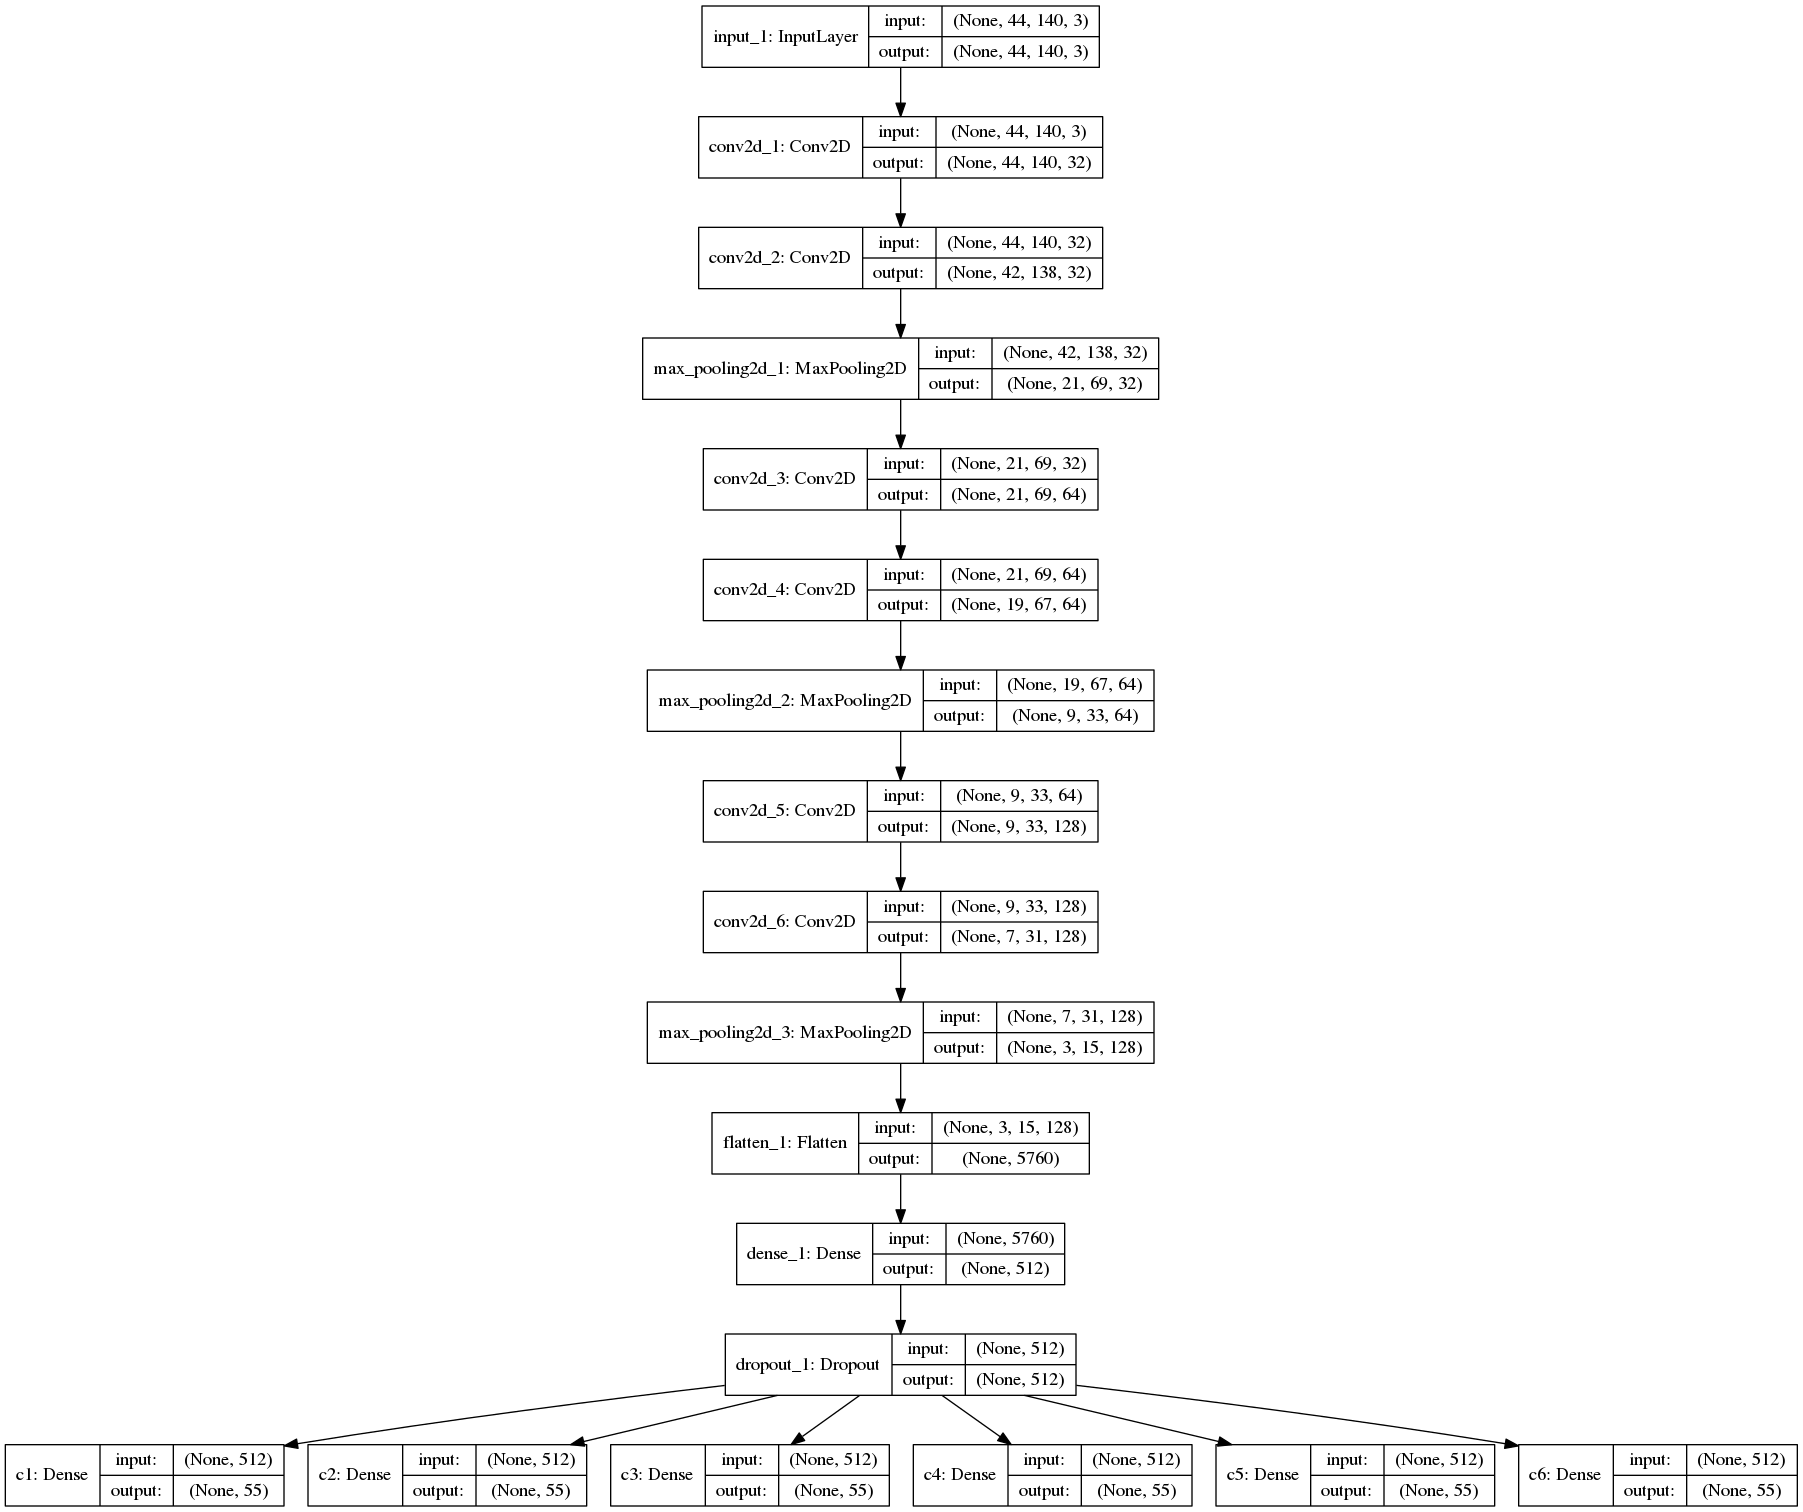 input_1: InputLayer input: (None, 44, 140, 3)
output: (None, 44, 140, 3)
conv2d_1: Conv2D input: (None, 44, 140, 3)
output: (None, 44, 140, 32)
conv2d_2: Conv2D input: (None, 44, 140, 32)
output: (None, 42, 138, 32)
max_pooling2d_1: MaxPooling2D input: (None, 42, 138, 32)
output: (None, 21, 69, 32)
conv2d_3: Conv2D input: (None, 21, 69, 32)
output: (None, 21, 69, 64)
conv2d_4: Conv2D input: (None, 21, 69, 64)
output: (None, 19, 67, 64)
max_pooling2d_2: MaxPooling2D input: (None, 19, 67, 64)
output: (None, 9, 33, 64)
conv2d_5: Conv2D input: (None, 9, 33, 64)
output: (None, 9, 33, 128)
conv2d_6: Conv2D input: (None, 9, 33, 128)
output: (None, 7, 31, 128)
max_pooling2d_3: MaxPooling2D input: (None, 7, 31, 128)
output: (None, 3, 15, 128)
flatten_1: Flatten input: (None, 3, 15, 128)
output: (None, 5760)
dense_1: Dense input: (None, 5760)
output: (None, 512)
dropout_1: Dropout input: (None, 512)
output: (None, 512)
c1: Dense input: (None, 512)
output: (None, 55)
c2: Dense input: (None, 512)
output: (None, 55)
c3: Dense input: (None, 512)
output: (None, 55)
c4: Dense input: (None, 512)
output: (None, 55)
c5: Dense input: (None, 512)
output: (None, 55)
c6: Dense input: (None, 512)
output: (None, 55)